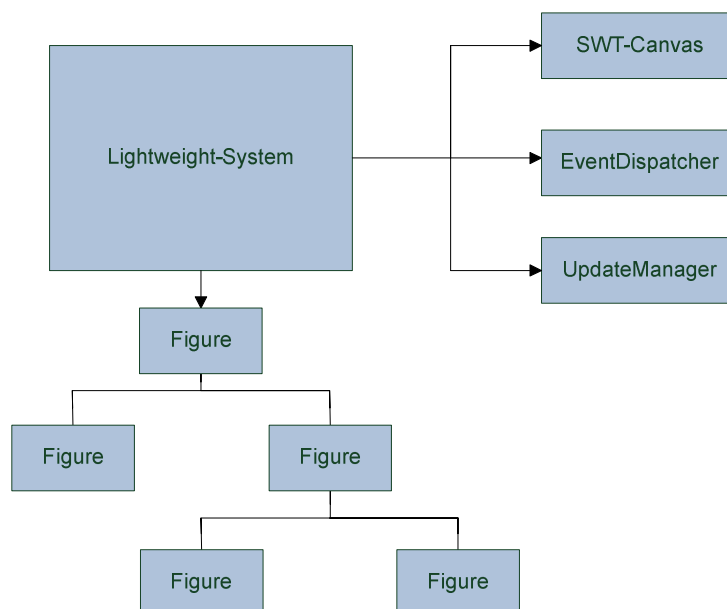 SWT-Canvas
Lightweight-System
EventDispatcher
UpdateManager
Figure
Figure
Figure
Figure
Figure